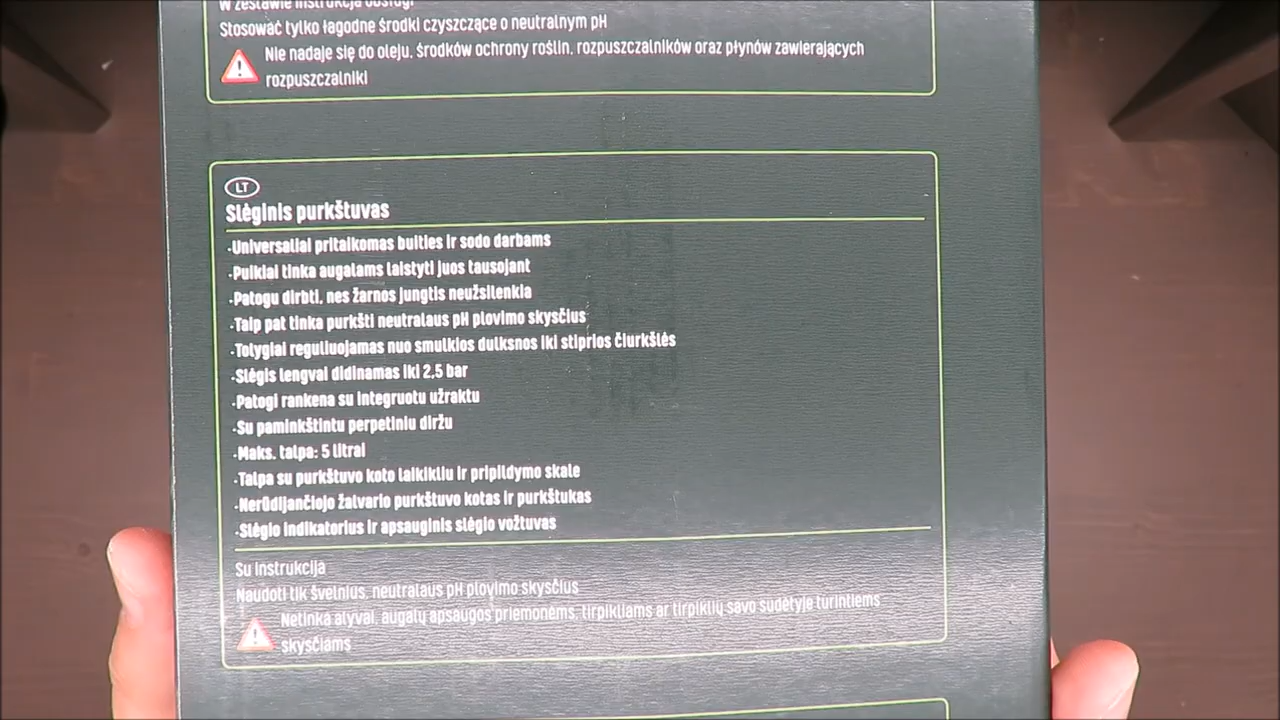 W zestawie instrukcja obsługi
Stosować tylko łagodne środki czyszczące o neutralnym pH
Nie nadaje się do oleju, środków ochrony roślin, rozpuszczalników oraz płynów zawierających
rozpuszczalniki
LT
Slėginis purkštuvas
·Universaliai pritaikomas buities ir sodo darbams
·Puikiai tinka augalams laistyti juos tausojant
·Patogu dirbti, nes žarnos jungtis neužsilenkia
·Taip pat tinka purkšti neutralaus pH plovimo skysčius
·Tolygiai reguliuojamas nuo smulkios dulksnos iki stiprios čiurkšlės
·Slėgis lengvai didinamas iki 2,5 bar
·Patogi rankena su integruotu užraktu
·Su paminkštintu perpetiniu diržu
·Maks. talpa: 5 litrai
·Talpa su purkštuvo koto laikikliu ir pripildymo skale
·Nerūdijančiojo žalvario purkštuvo kotas ir purkštukas
·Slėgio indikatorius ir apsauginis slėgio vožtuvas
Su instrukcija
Naudoti tik švelnius, neutralaus pH plovimo skysčius
Netinka alyvai, augalų apsaugos priemonėms, tirpikliams ar tirpiklių savo sudėtyje turintiems
skysčiams